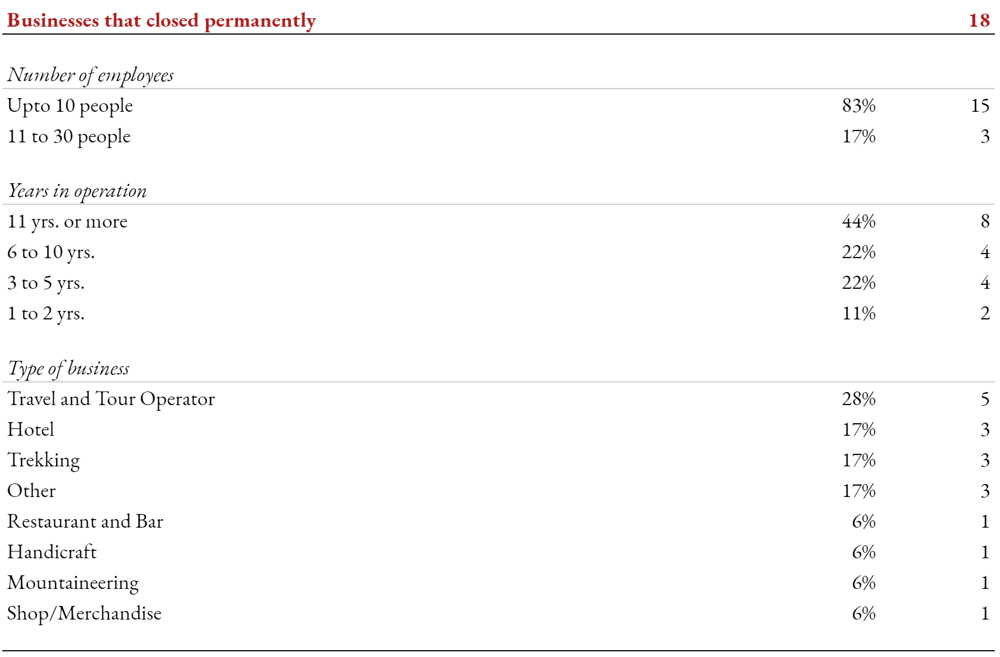 Businesses that closed permanently 18
Number of employees
Upto 10 people 83% 15
11 to 30 people 17% 3
Years in operation
11 yrs. or more 44% 8
6 to 10 yrs. 22% 4
3 to 5 yrs. 22% 4
1 to 2 yrs. 11% 2
Type of business
Travel and Tour Operator 28% 5
Hotel 17% 3
Trekking 17% 3
Other 17% 3
Restaurant and Bar 6% 1
Handicraft 6% 1
Mountaineering 6% 1
Shop/Merchandise 6% 1